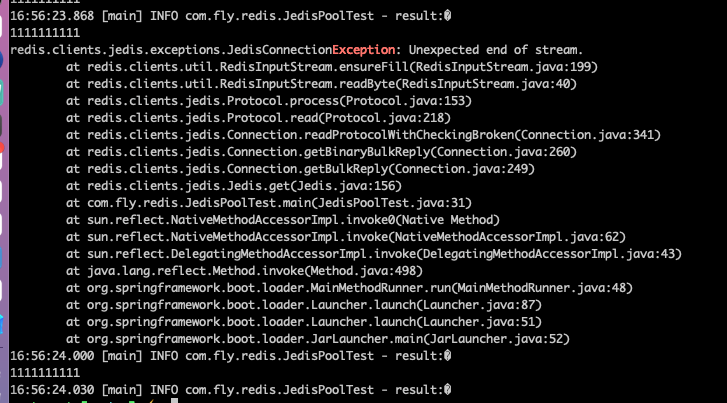 1111111111
16:56:23.868 [main] INFO com.fly.redis.JedisPoolTest - result:�
1111111111
redis.clients.jedis.exceptions.JedisConnectionException: Unexpected end of stream.
at redis.clients.util.RedisInputStream.ensureFill(RedisInputStream.java:199)
at redis.clients.util.RedisInputStream.readByte(RedisInputStream.java:40)
at redis.clients.jedis.Protocol.process(Protocol.java:153)
at redis.clients.jedis.Protocol.read(Protocol.java:218)
at redis.clients.jedis.Connection.readProtocolWithCheckingBroken(Connection.java:341)
at redis.clients.jedis.Connection.getBinaryBulkReply(Connection.java:260)
at redis.clients.jedis.Connection.getBulkReply(Connection.java:249)
at redis.clients.jedis.Jedis.get(Jedis.java:156)
at com.fly.redis.JedisPoolTest.main(JedisPoolTest.java:31)
at sun.reflect.NativeMethodAccessorImpl.invoke0(Native Method)
at sun.reflect.NativeMethodAccessorImpl.invoke(NativeMethodAccessorImpl.java:62)
at sun.reflect.DelegatingMethodAccessorImpl.invoke(DelegatingMethodAccessorImpl.java:43)
at java.lang.reflect.Method.invoke(Method.java:498)
at org.springframework.boot.loader.MainMethodRunner.run(MainMethodRunner.java:48)
at org.springframework.boot.loader.Launcher.launch(Launcher.java:87)
at org.springframework.boot.loader.Launcher.launch(Launcher.java:51)
at org.springframework.boot.loader.JarLauncher.main(JarLauncher.java:52)
16:56:24.000 [main] INFO com.fly.redis.JedisPoolTest - result:�
1111111111
16:56:24.030 [main] INFO com.fly.redis.JedisPoolTest - result:�